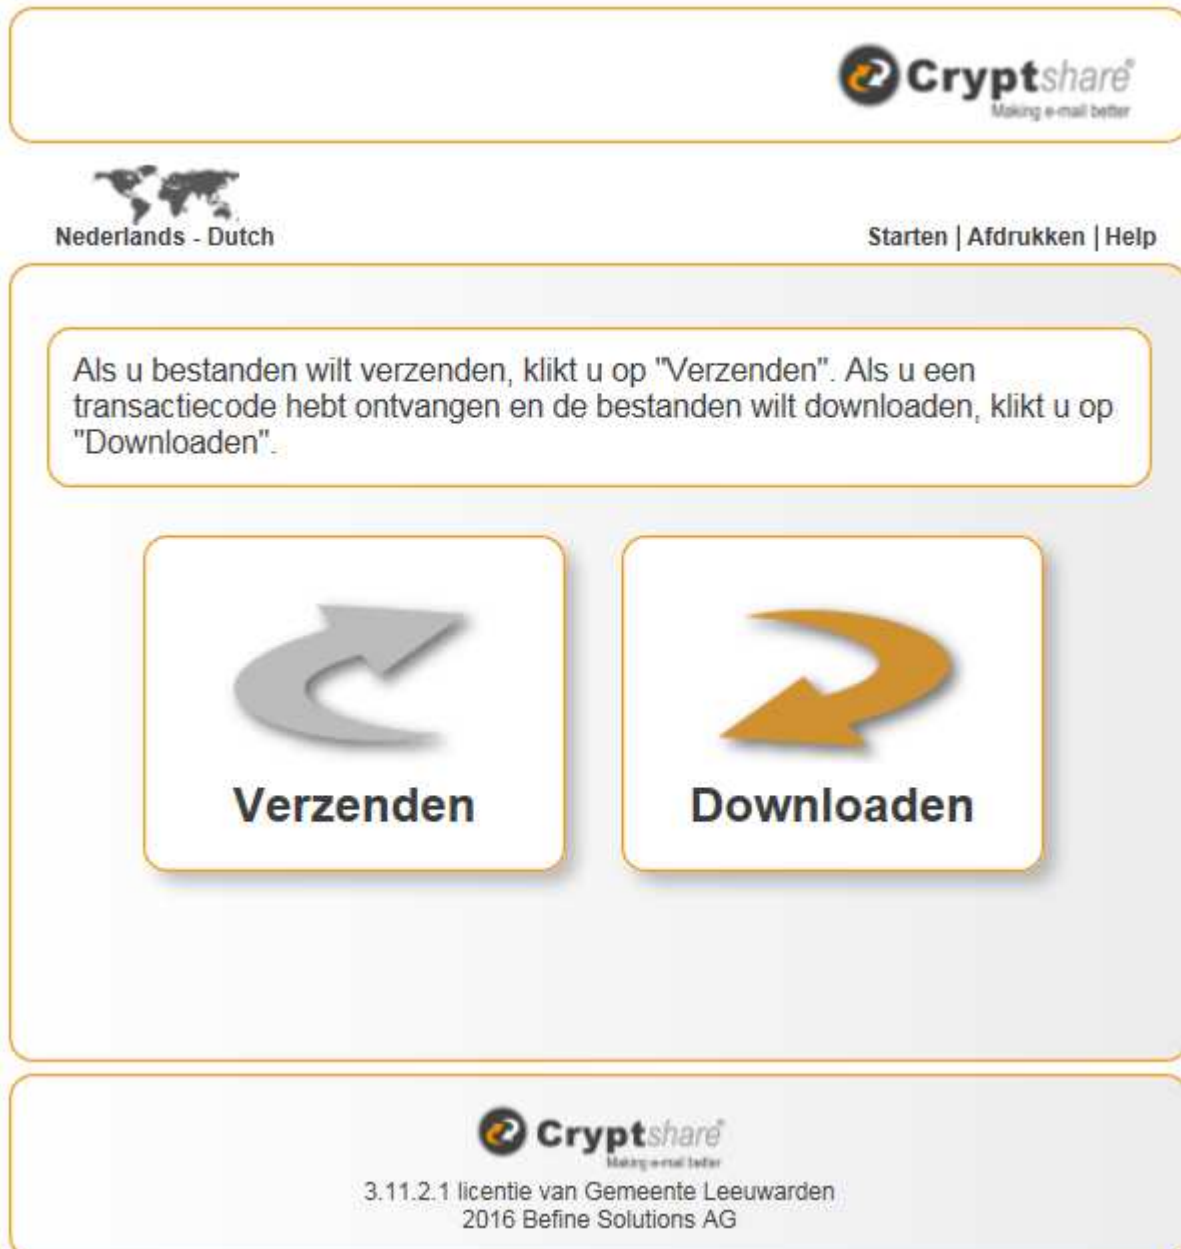 Cryptshare®
Making e-mail better
Nederlands - Dutch
Starten | Afdrukken | Help
Als u bestanden wilt verzenden, klikt u op "Verzenden". Als u een
transactiecode hebt ontvangen en de bestanden wilt downloaden, klikt u op
"Downloaden".
Verzenden
Downloaden
Cryptshare®
Making e-mail better
3.11.2.1 licentie van Gemeente Leeuwarden
2016 Befine Solutions AG